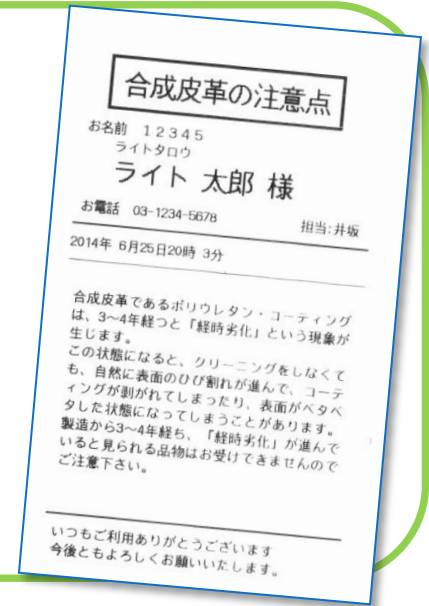 合成皮革の注意点
お名前 12345
ライトタロウ
ライト 太郎 様
お電話 03-1234-5678
担当:井坂
2014年 6月25日20時 3分
合成皮革であるポリウレタン・コーティング
は、3〜4年経つと「経時劣化」という現象が
生じます。
この状態になると、クリーニングをしなくて
も、自然に表面のひび割れが進んで、コーテ
ィングが剥がれてしまったり、表面がベタベ
タした状態になってしまうことがあります。
製造から3〜4年経ち、「経時劣化」が進んで
いると見られる品物はお受けできませんので
ご注意下さい。
いつもご利用ありがとうございます
今後ともよろしくお願いいたします。